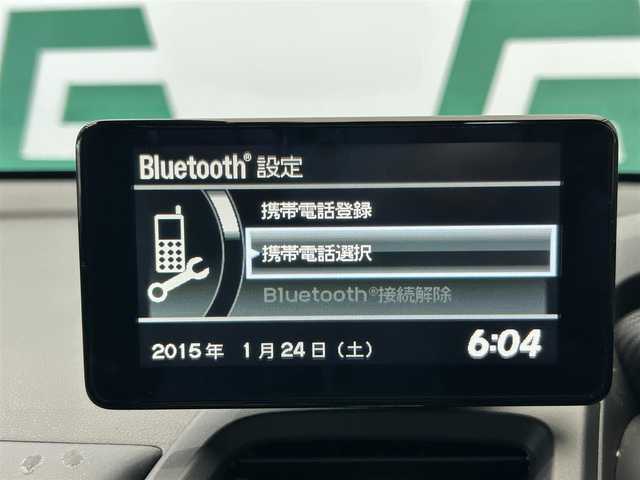 Bluetooth® 設定
携帯電話登録
携帯電話選択
Bluetooth®接続解除
2015年 1月24日（土） 6:04